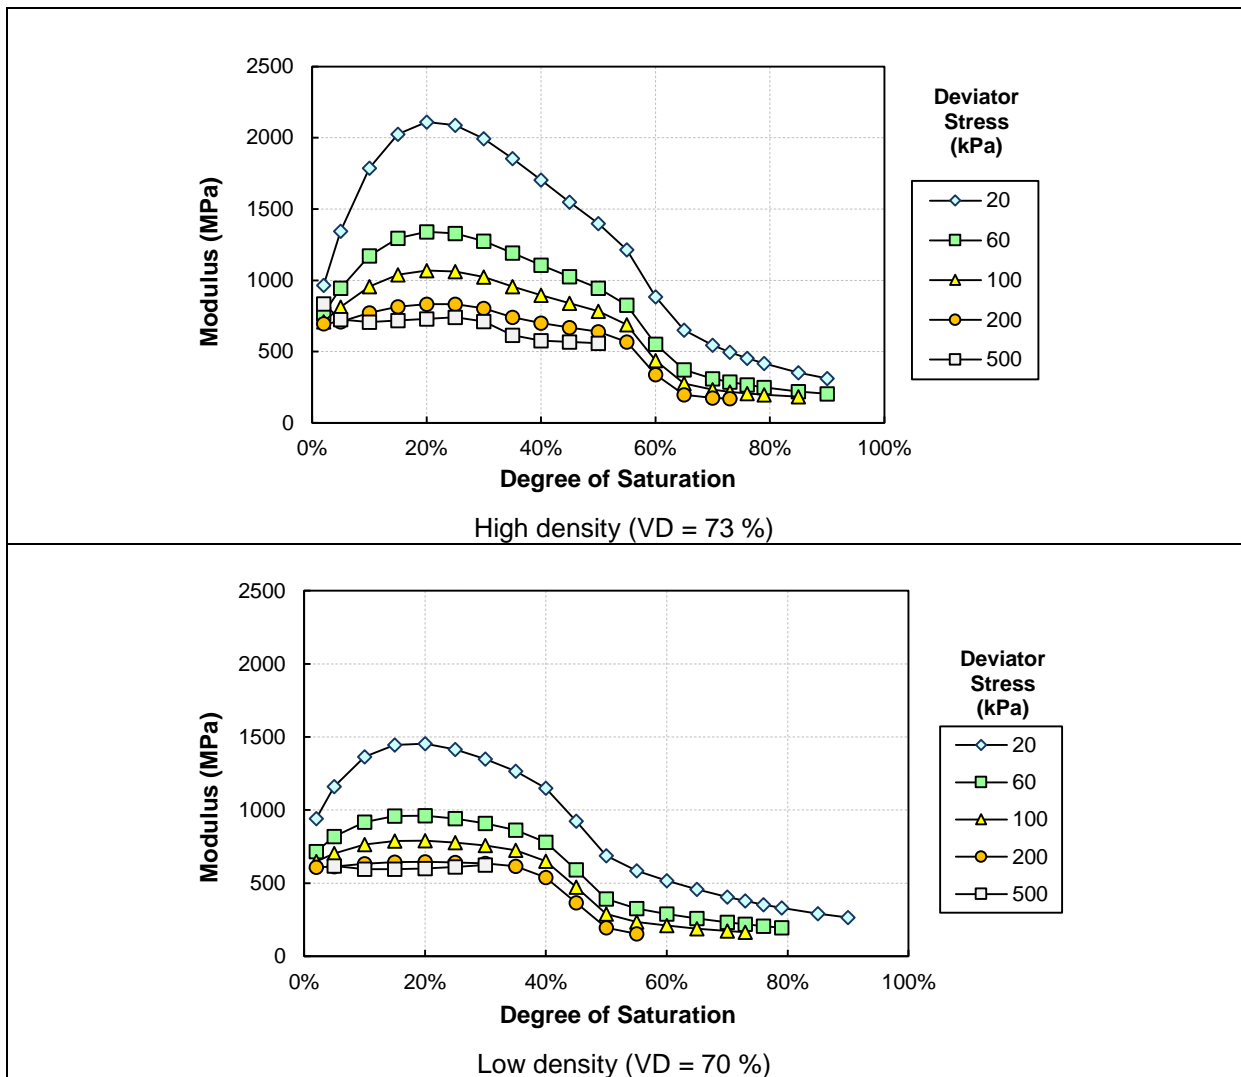 2500
2000
1500
1000
500
0
Modulus (MPa)
0% 20% 40% 60% 80% 100%
Degree of Saturation
Deviator
Stress
(kPa)
20
60
100
200
500
High density (VD = 73 %)
2500
2000
1500
1000
500
0
Modulus (MPa)
0% 20% 40% 60% 80% 100%
Degree of Saturation
Deviator
Stress
(kPa)
20
60
100
200
500
Low density (VD = 70 %)